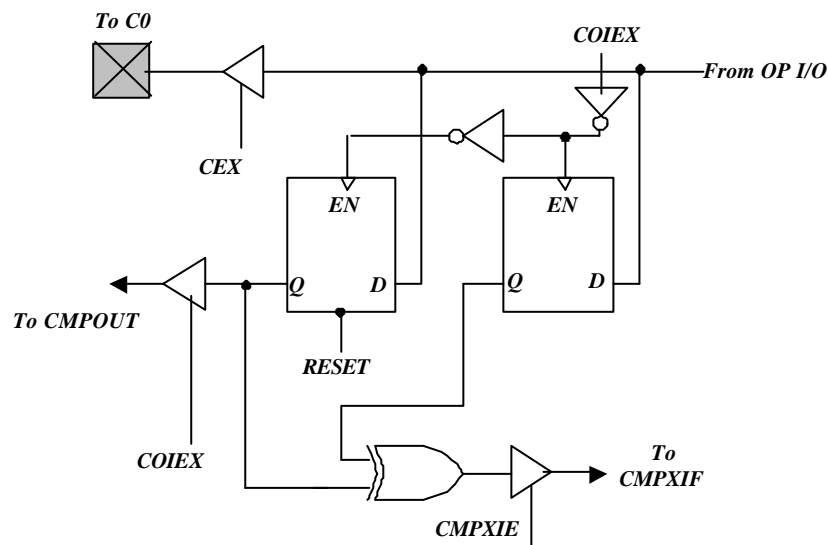 To C0
COIEX
From OP I/O
CEX
EN
EN
Q
D
Q
D
To CMPOUT
RESET
COIEX
To
CMPXIF
CMPXIE